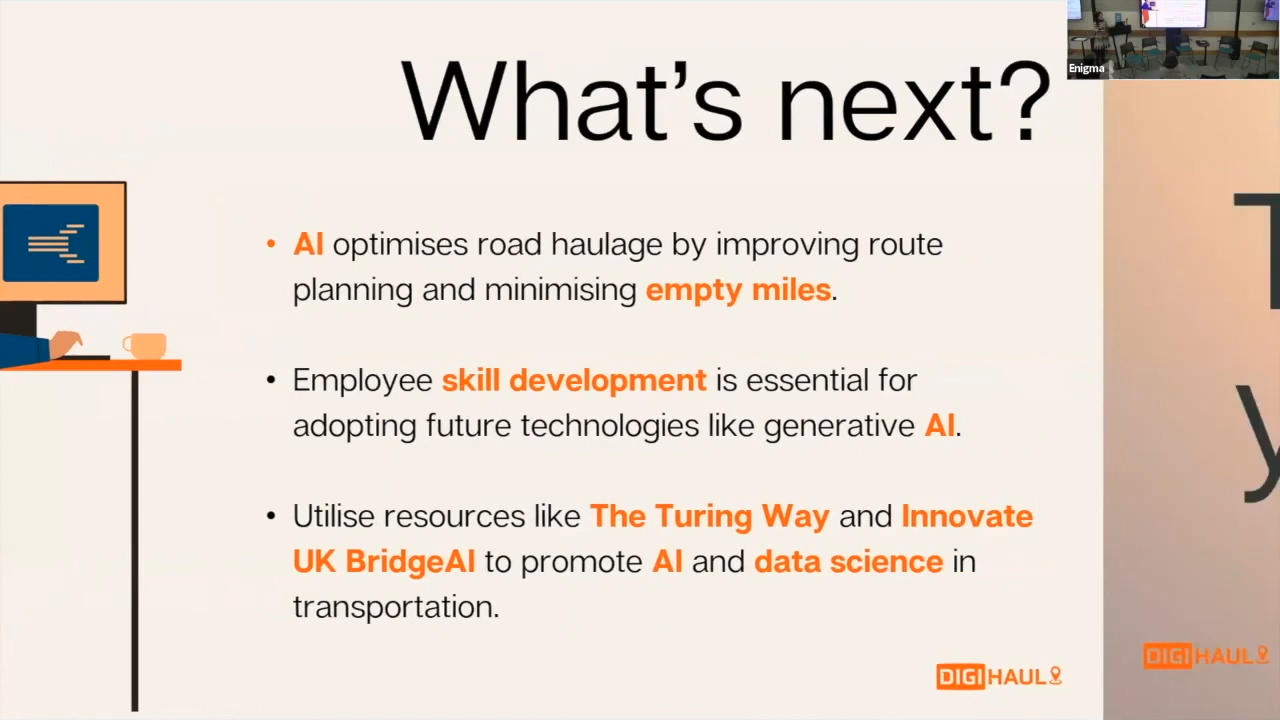 Enigma
What's next?
• AI optimises road haulage by improving route
planning and minimising empty miles.
• Employee skill development is essential for
adopting future technologies like generative AI.
• Utilise resources like The Turing Way and Innovate
UK BridgeAI to promote AI and data science in
transportation.
DIGIHAUL
DIGIHAUL